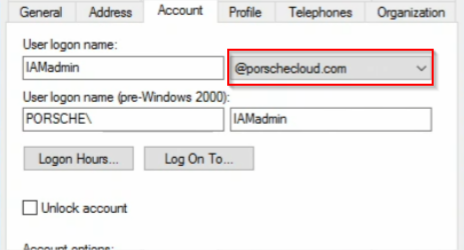 General Address Account Profile Telephones Organization
User logon name:
IAMadmin @porschecloud.com
User logon name (pre-Windows 2000):
PORSCHE\ IAMadmin
Logon Hours... Log On To...
Unlock account
Account options: